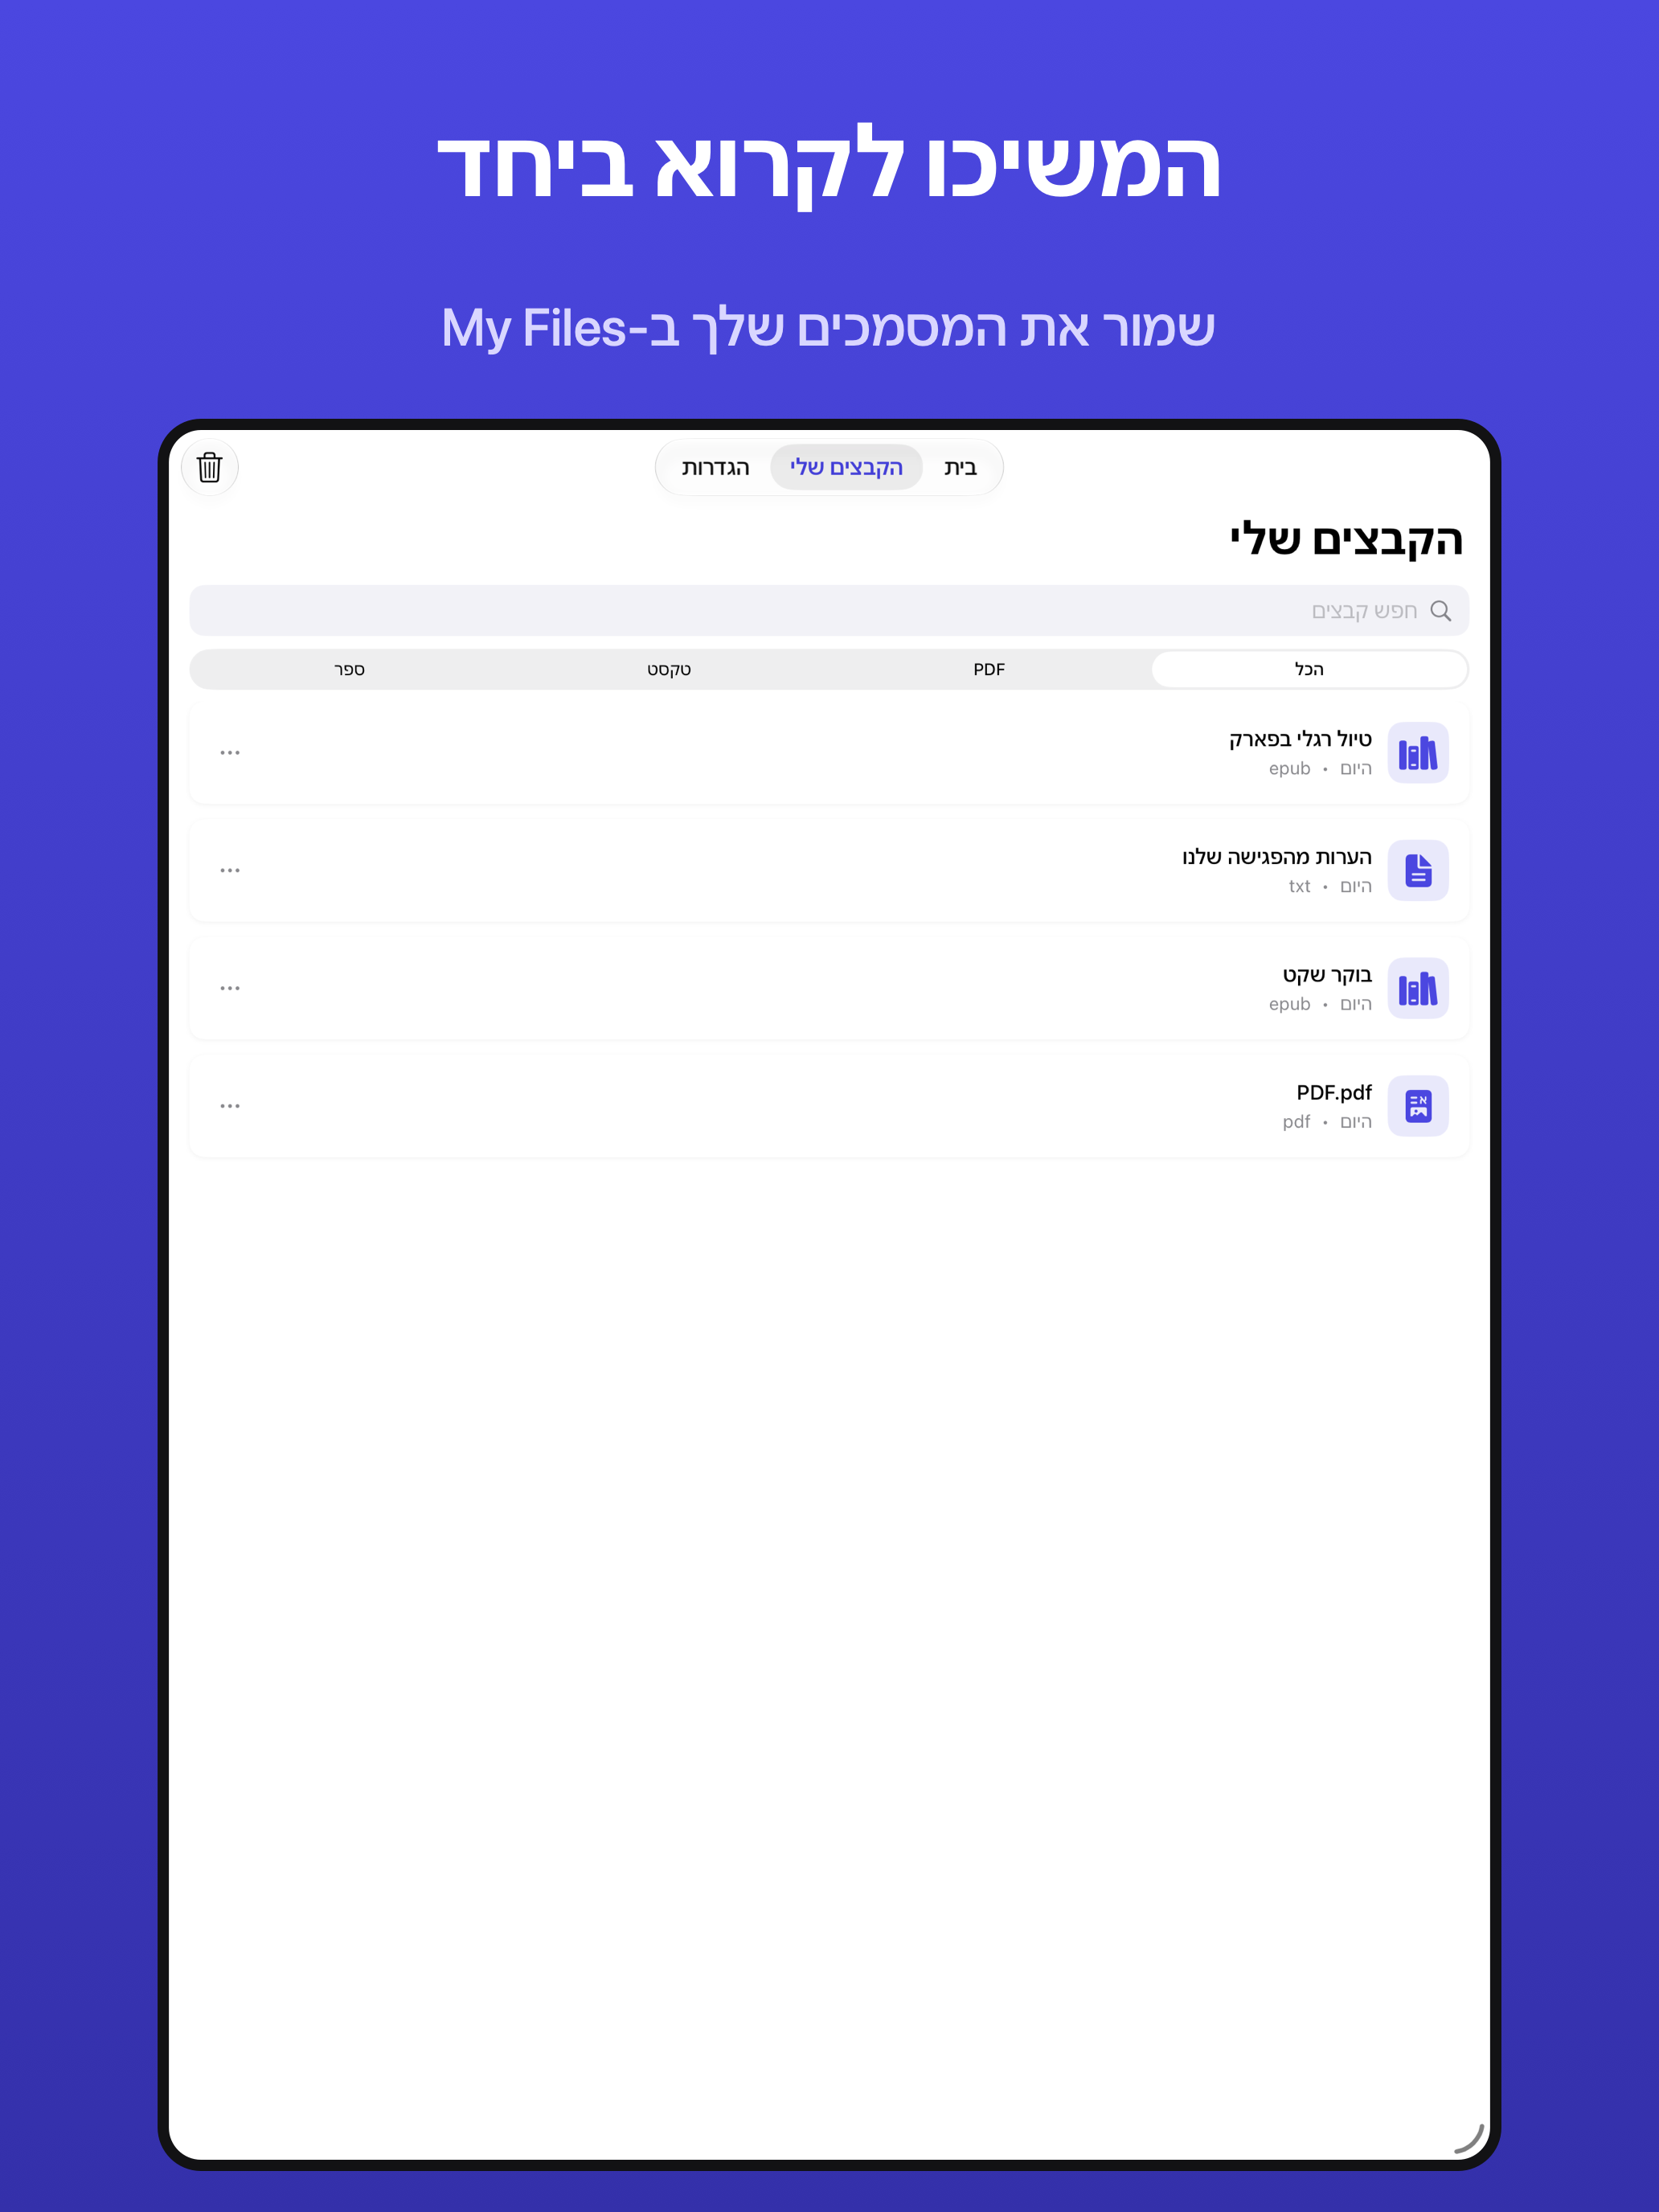 המשיכו לקרוא ביחד
שמור את המסמכים שלך ב-My Files
בית
הקבצים שלי
הגדרות
הקבצים שלי
חפש קבצים
הכל
PDF
טקסט
ספר
טיול רגלי בפארק
היום • epub
הערות מהפגישה שלנו
היום • txt
בוקר שקט
היום • epub
PDF.pdf
היום • pdf